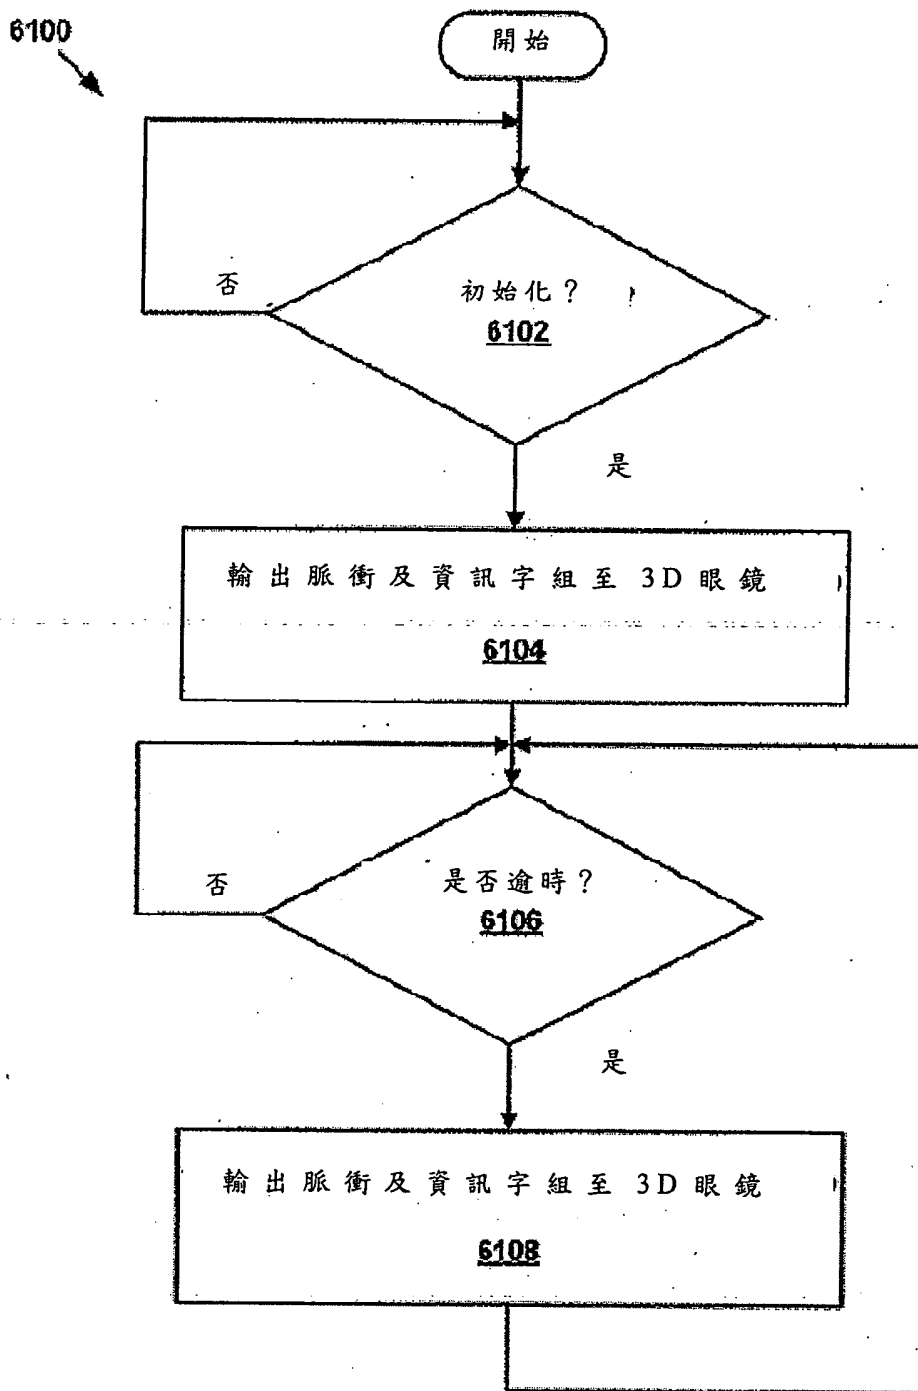 6100
開始
初始化？
6102
否
是
輸出脈衝及資訊字組至 3D 眼鏡
6104
是否逾時？
6106
否
是
輸出脈衝及資訊字組至 3D 眼鏡
6108